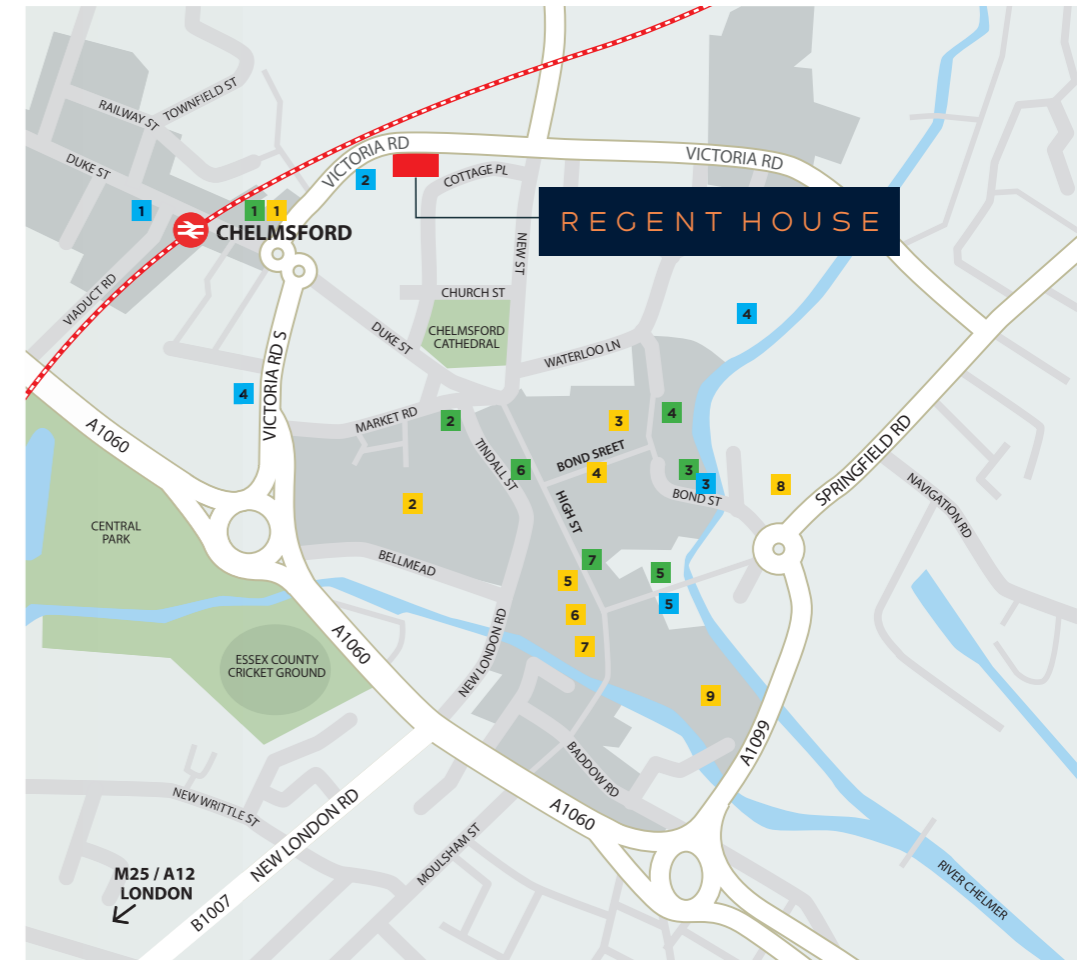 TOWNFIELD ST
RAILWAY ST
DUKE ST
VICTORIA RD
VICTORIA RD
2
COTTAGE PL
1
1
1
CHELMSFORD
REGENT HOUSE
NEW ST
VIADUCT RD
CHURCH ST
CHELMSFORD
CATHEDRAL
DUKE ST
4
WATERLOO LN
VICTORIA RD S
4
A1060
MARKET RD
2
3
4
TINDALL ST
6
BOND SREET
4
3
3
BOND ST
8
SPRINGFIELD RD
NAVIGATION RD
2
HIGH ST
CENTRAL
PARK
BELLMEAD
7
5
5
5
6
7
A1060
NEW LONDON RD
ESSEX COUNTY
CRICKET GROUND
9
A1099
BADDOW RD
NEW WRITTLE ST
NEW LONDON RD
A1060
MOULSHAM ST
M25 / A12
LONDON
B1007
RIVER CHELMER